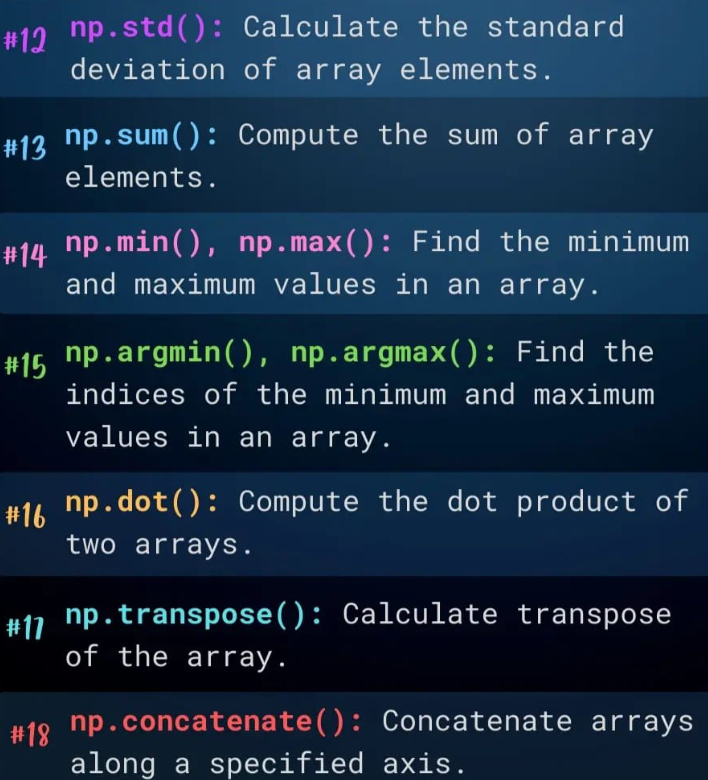 #12 np.std(): Calculate the standard
deviation of array elements.
#13 np.sum(): Compute the sum of array
elements.
#14 np.min(), np.max(): Find the minimum
and maximum values in an array.
#15 np.argmin(), np.argmax(): Find the
indices of the minimum and maximum
values in an array.
#16 np.dot(): Compute the dot product of
two arrays.
#17 np.transpose(): Calculate transpose
of the array.
#18 np.concatenate(): Concatenate arrays
along a specified axis.